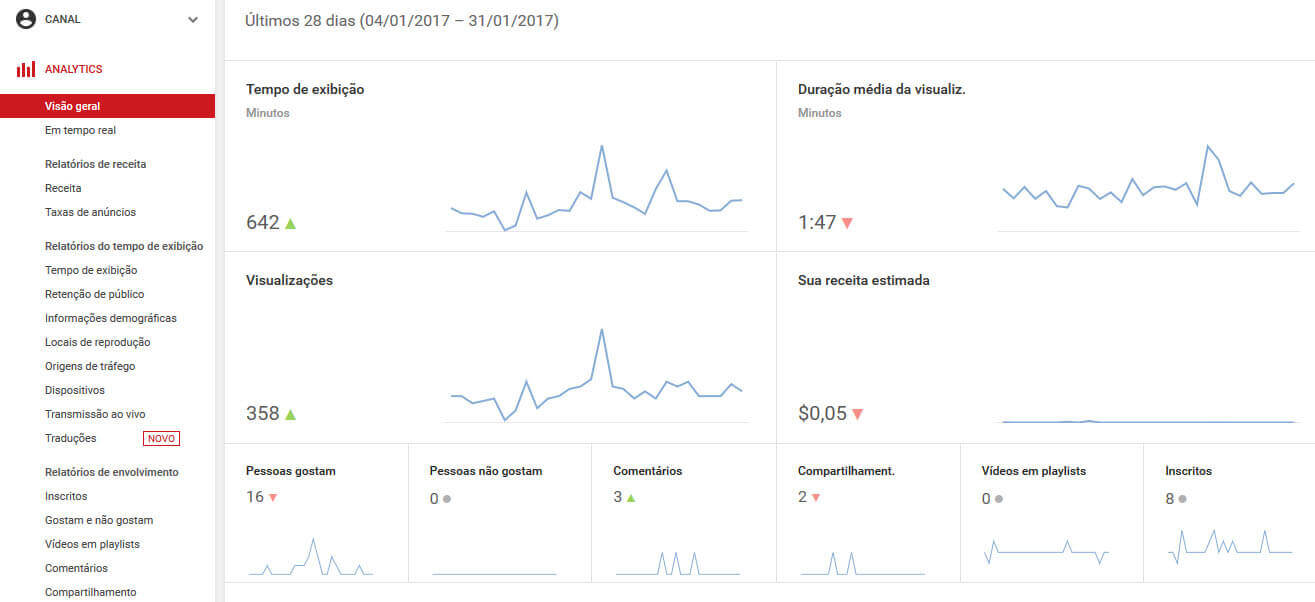 CANAL
ANALYTICS
Visão geral
Em tempo real
Relatórios de receita
Receita
Taxas de anúncios
Relatórios do tempo de exibição
Tempo de exibição
Retenção de público
Informações demográficas
Locais de reprodução
Origens de tráfego
Dispositivos
Transmissão ao vivo
Traduções NOVO
Relatórios de envolvimento
Inscritos
Gostam e não gostam
Vídeos em playlists
Comentários
Compartilhamento
Últimos 28 dias (04/01/2017 – 31/01/2017)
Tempo de exibição
Minutos
642
Duração média da visualiz.
Minutos
1:47
Visualizações
358
Sua receita estimada
$0,05
Pessoas gostam
16
Pessoas não gostam
0
Comentários
3
Compartilhament.
2
Vídeos em playlists
0
Inscritos
8